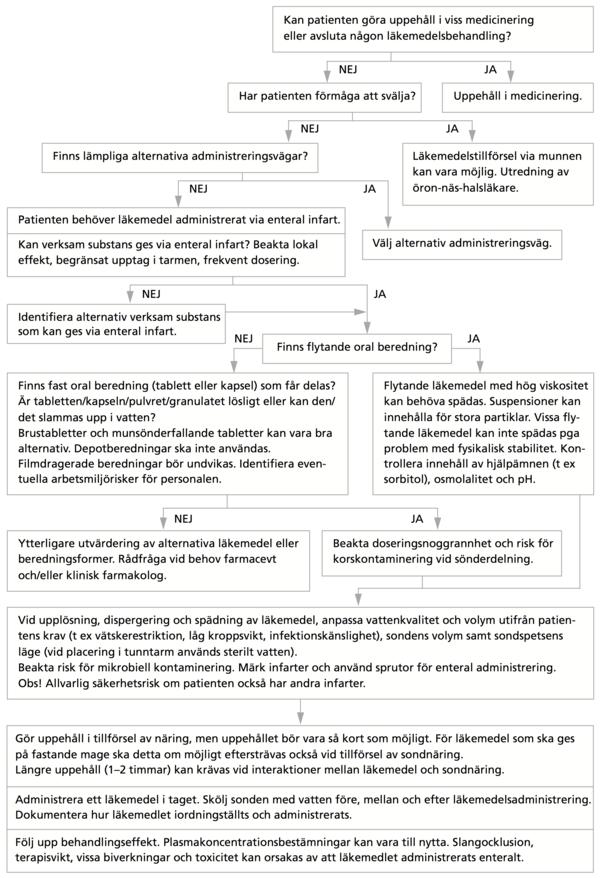 Kan patienten göra uppehåll i viss medicinering
eller avsluta någon läkemedelsbehandling?
NEJ
JA
Har patienten förmåga att svälja?
Uppehåll i medicinering.
NEJ
JA
Finns lämpliga alternativa administreringsvägar?
Läkemedelstillförsel via munnen
kan vara möjlig. Utredning av
öron-näs-halsläkare.
NEJ
JA
Patienten behöver läkemedel administrerat via enteral infart.
Kan verksam substans ges via enteral infart? Beakta lokal
effekt, begränsat upptag i tarmen, frekvent dosering.
Välj alternativ administreringsväg.
NEJ
JA
Identifiera alternativ verksam substans
som kan ges via enteral infart.
Finns flytande oral beredning?
NEJ
JA
Finns fast oral beredning (tablett eller kapsel) som får delas?
Är tabletten/kapseln/pulvret/granulatet lösligt eller kan den/
det slammas upp i vatten?
Brustabletter och munsönderfallande tabletter kan vara bra
alternativ. Depotberedningar ska inte användas.
Filmdragerade beredningar bör undvikas. Identifiera even-
tuella arbetsmiljörisker för personalen.
Flytande läkemedel med hög viskositet
kan behöva spädas. Suspensioner kan
innehålla för stora partiklar. Vissa fly-
tande läkemedel kan inte spädas pga
problem med fysikalisk stabilitet. Kon-
trollera innehåll av hjälpämnen (t ex
sorbitol), osmolalitet och pH.
NEJ
JA
Ytterligare utvärdering av alternativa läkemedel eller
beredningsformer. Rådfråga vid behov farmacevt
och/eller klinisk farmakolog.
Beakta doseringsnoggrannhet och risk för
korskontaminering vid sönderdelning.
Vid upplösning, dispergering och spädning av läkemedel, anpassa vattenkvalitet och volym utifrån patien-
tens krav (t ex vätskerestriktion, låg kroppsvikt, infektionskänslighet), sondens volym samt sondspetsens
läge (vid placering i tunntarm används sterilt vatten).
Beakta risk för mikrobiell kontaminering. Märk infarter och använd sprutor för enteral administrering.
Obs! Allvarlig säkerhetsrisk om patienten också har andra infarter.
Gör uppehåll i tillförsel av näring, men uppehållet bör vara så kort som möjligt. För läkemedel som ska ges
på fastande mage ska detta om möjligt eftersträvas också vid tillförsel av sondnäring.
Längre uppehåll (1–2 timmar) kan krävas vid interaktioner mellan läkemedel och sondnäring.
Administrera ett läkemedel i taget. Skölj sonden med vatten före, mellan och efter läkemedelsadministrering.
Dokumentera hur läkemedlet iordningställts och administrerats.
Följ upp behandlingseffekt. Plasmakoncentrationsbestämningar kan vara till nytta. Slangocklusion,
terapisvikt, vissa biverkningar och toxicitet kan orsakas av att läkemedlet administrerats enteralt.